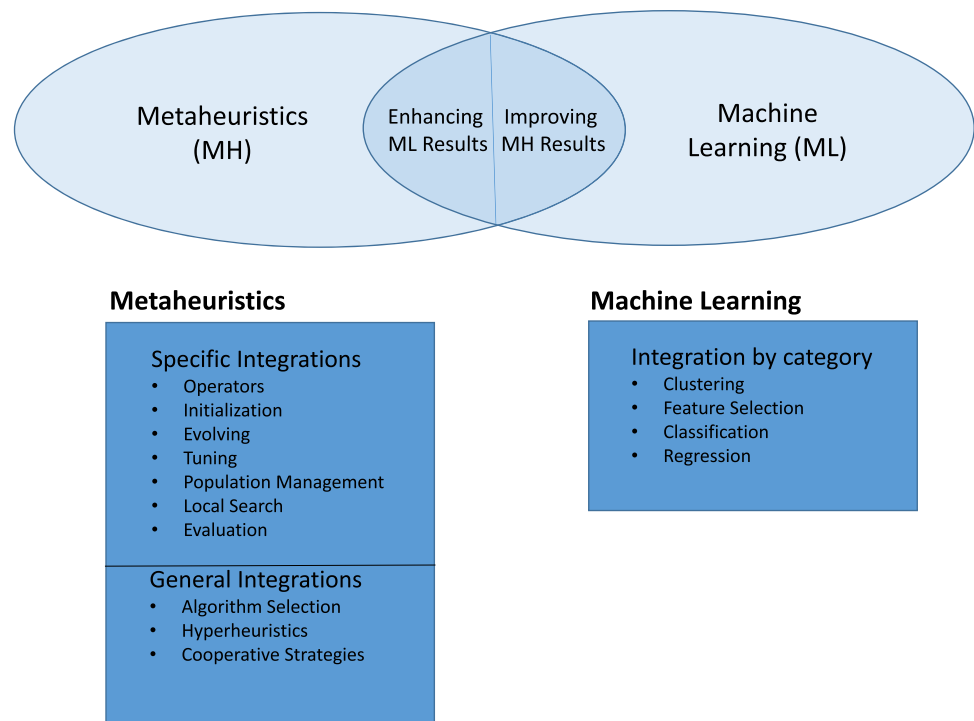 Metaheuristics
(MH)
Enhancing
ML Results
Improving
MH Results
Machine
Learning (ML)
Metaheuristics
Specific Integrations
• Operators
• Initialization
• Evolving
• Tuning
• Population Management
• Local Search
• Evaluation
General Integrations
• Algorithm Selection
• Hyperheuristics
• Cooperative Strategies
Machine Learning
Integration by category
• Clustering
• Feature Selection
• Classification
• Regression